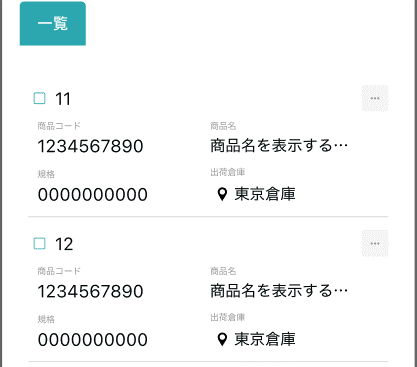 一覧
11
商品コード 商品名
1234567890 商品名を表示する…
規格 出荷倉庫
0000000000 東京倉庫
12
商品コード 商品名
1234567890 商品名を表示する…
規格 出荷倉庫
0000000000 東京倉庫